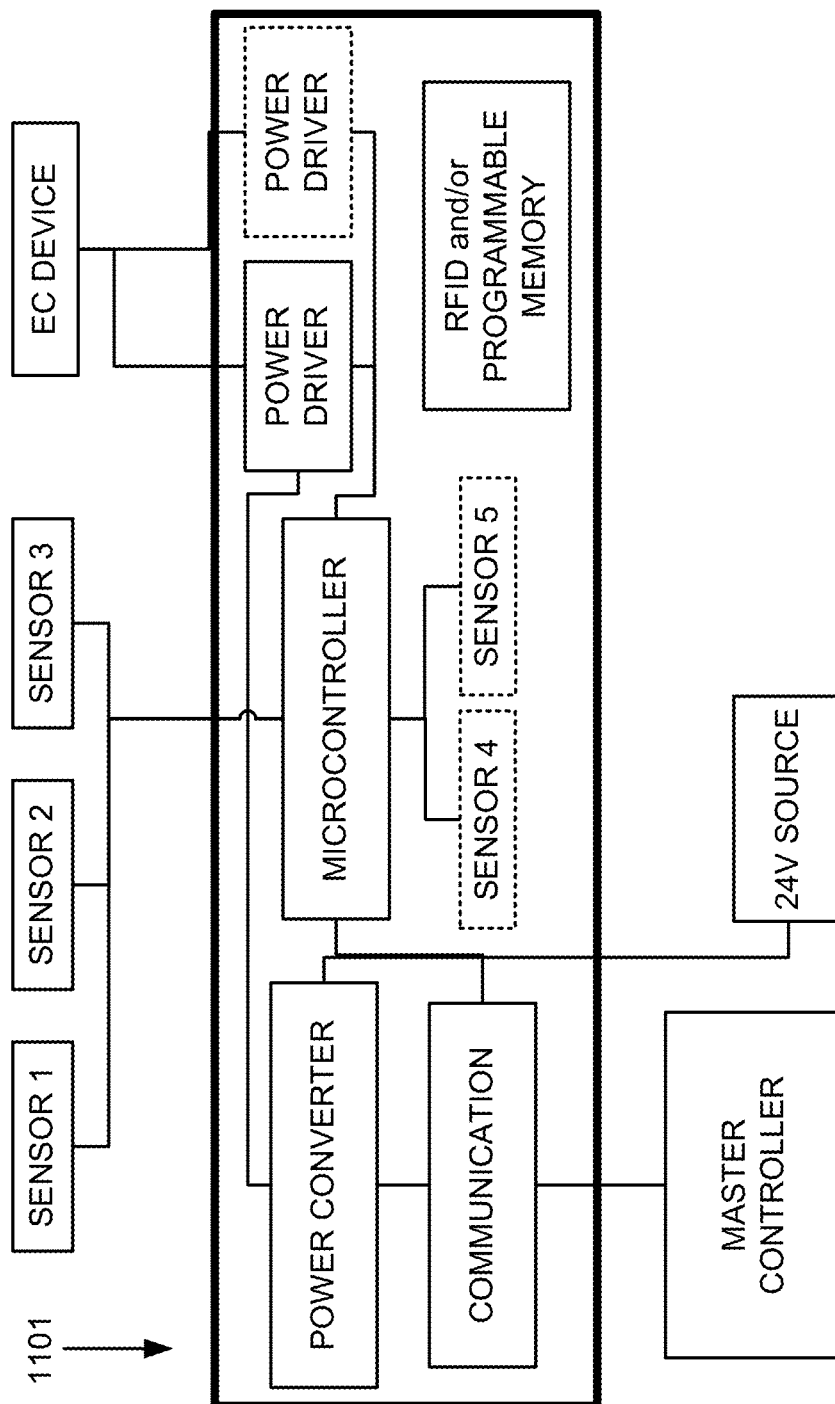 1101
SENSOR 1
SENSOR 2
SENSOR 3
EC DEVICE
POWER CONVERTER
COMMUNICATION
MICROCONTROLLER
SENSOR 4
SENSOR 5
POWER
DRIVER
POWER
DRIVER
RFID and/or
PROGRAMMABLE
MEMORY
MASTER
CONTROLLER
24V SOURCE